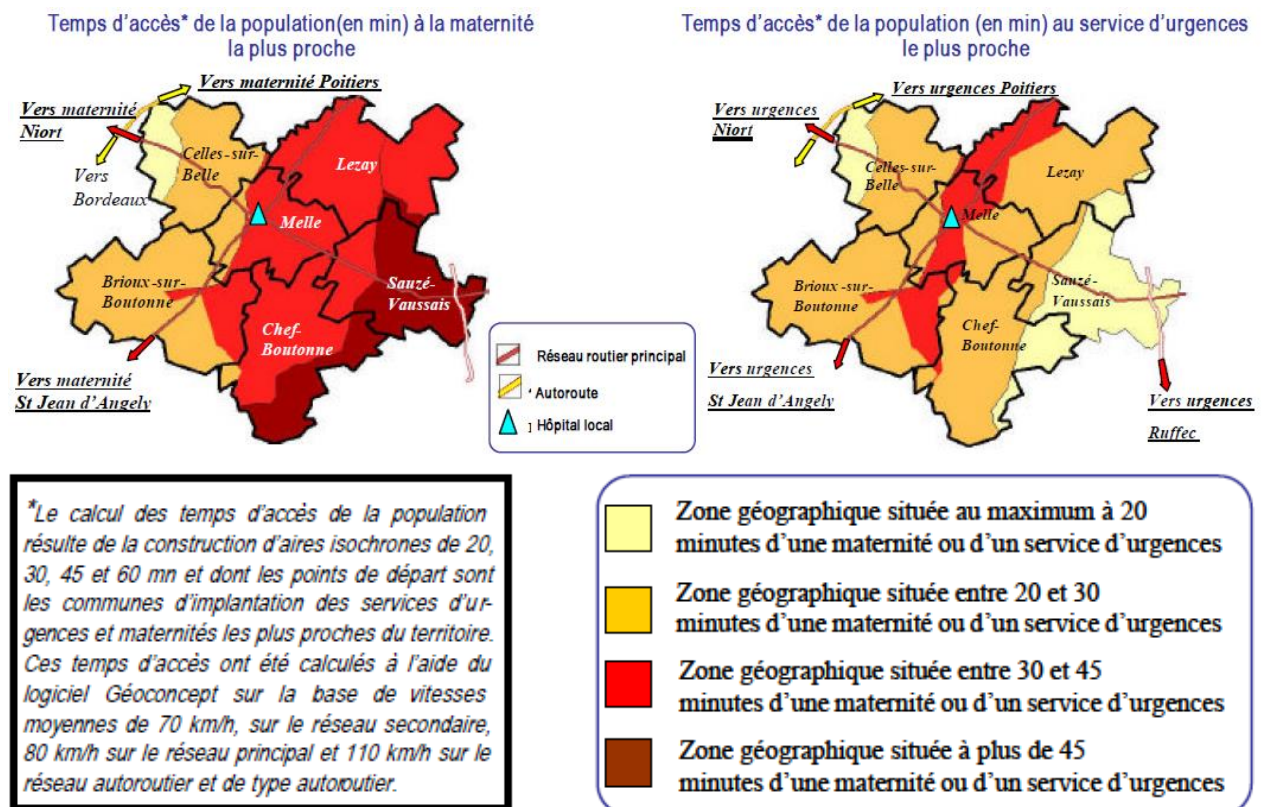 Temps d'accès* de la population(en min) à la maternité
la plus proche
Vers maternité Poitiers
Vers maternité
Niort
Vers
Bordeaux
Celles-sur-
Belle
Lezay
Melle
Brioux-sur-
Boutonne
Sauzé-
Vaussais
Chef-
Boutonne
Vers maternité
St Jean d'Angely
Temps d'accès* de la population (en min) au service d'urgences
le plus proche
Vers urgences Poitiers
Vers urgences
Niort
Celles-sur-
Belle
Lezay
Melle
Brioux-sur-
Boutonne
Sauzé-
Vaussais
Chef-
Boutonne
Vers urgences
St Jean d'Angely
Vers urgences
Ruffec
Réseau routier principal
Autoroute
Hôpital local
*Le calcul des temps d'accès de la population
résulte de la construction d'aires isochrones de 20,
30, 45 et 60 mn et dont les points de départ sont
les communes d'implantation des services d'ur-
gences et maternités les plus proches du territoire.
Ces temps d'accès ont été calculés à l'aide du
logiciel Géoconcept sur la base de vitesses
moyennes de 70 km/h, sur le réseau secondaire,
80 km/h sur le réseau principal et 110 km/h sur le
réseau autoroutier et de type autoroutier.
Zone géographique située au maximum à 20
minutes d'une maternité ou d'un service d'urgences
Zone géographique située entre 20 et 30
minutes d'une maternité ou d'un service d'urgences
Zone géographique située entre 30 et 45
minutes d'une maternité ou d'un service d'urgences
Zone géographique située à plus de 45
minutes d'une maternité ou d'un service d'urgences